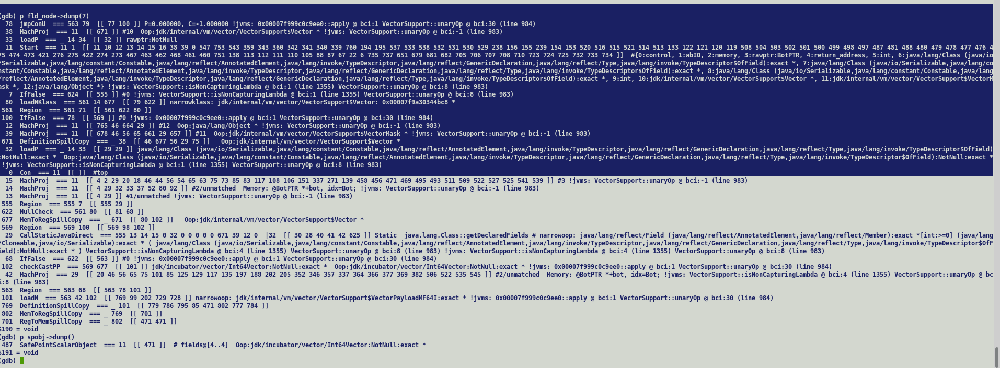 (gdb) p fld_node->dump(7)
78 jmpConU === 563 79 [[ 77 100 ]] P=0.000000, C=-1.000000 !jvms: 0x00007f999c0c9ee0::apply @ bci:1 VectorSupport::unaryOp @ bci:30 (line 984)
38 MachProj === 11 [[ 671 ]] #10 Oop:jdk/internal/vm/vector/VectorSupport$Vector * !jvms: VectorSupport::unaryOp @ bci:-1 (line 983)
33 loadP === _ 14 34 [[ 32 ]] rawptr:NotNull
11 Start === 11 1 [[ 11 10 12 13 14 15 16 38 39 0 547 753 543 359 343 360 342 341 340 339 760 194 195 537 533 538 532 531 530 529 238 156 155 239 154 153 520 516 515 521 514 513 133 122 121 120 119 508 504 503 502 501 500 499 498 497 487 481 488 480 479 478 477 476 4
75 474 473 421 276 275 422 274 273 467 463 462 468 461 460 751 138 113 112 111 110 105 88 87 67 22 6 735 737 651 679 681 682 705 706 707 708 710 723 724 725 732 733 734 ]] #{0:control, 1:abIO, 2:memory, 3:rawptr:BotPTR, 4:return_address, 5:int, 6:java/lang/Class (java/io
/Serializable,java/lang/constant/Constable,java/lang/reflect/AnnotatedElement,java/lang/invoke/TypeDescriptor,java/lang/reflect/GenericDeclaration,java/lang/reflect/Type,java/lang/invoke/TypeDescriptor$OfField):exact *, 7:java/lang/Class (java/io/Serializable,java/lang/co
nstant/Constable,java/lang/reflect/AnnotatedElement,java/lang/invoke/TypeDescriptor,java/lang/reflect/GenericDeclaration,java/lang/reflect/Type,java/lang/invoke/TypeDescriptor$OfField):exact *, 8:java/lang/Class (java/io/Serializable,java/lang/constant/Constable,java/lang
/reflect/AnnotatedElement,java/lang/invoke/TypeDescriptor,java/lang/reflect/GenericDeclaration,java/lang/reflect/Type,java/lang/invoke/TypeDescriptor$OfField):exact *, 9:int, 10:jdk/internal/vm/vector/VectorSupport$Vector *, 11:jdk/internal/vm/vector/VectorSupport$VectorM
ask *, 12:java/lang/Object *} !jvms: VectorSupport::isNonCapturingLambda @ bci:1 (line 1355) VectorSupport::unaryOp @ bci:8 (line 983)
7 IfFalse === 624 [[ 555 ]] #0 !jvms: VectorSupport::isNonCapturingLambda @ bci:1 (line 1355) VectorSupport::unaryOp @ bci:8 (line 983)
80 loadNKlass === 561 14 677 [[ 79 622 ]] narrowklass: jdk/internal/vm/vector/VectorSupport$Vector: 0x00007f9a30344bc8 *
561 Region === 561 71 [[ 561 622 80 ]]
100 IfFalse === 78 [[ 569 ]] #0 !jvms: 0x00007f999c0c9ee0::apply @ bci:1 VectorSupport::unaryOp @ bci:30 (line 984)
12 MachProj === 11 [[ 765 46 664 29 ]] #12 Oop:java/lang/Object * !jvms: VectorSupport::unaryOp @ bci:-1 (line 983)
39 MachProj === 11 [[ 678 46 56 65 661 29 657 ]] #11 Oop:jdk/internal/vm/vector/VectorSupport$VectorMask * !jvms: VectorSupport::unaryOp @ bci:-1 (line 983)
671 DefinitionSpillCopy === _ 38 [[ 46 677 56 29 75 ]] Oop:jdk/internal/vm/vector/VectorSupport$Vector *
32 loadP === _ 14 33 [[ 29 29 ]] java/lang/Class (java/io/Serializable,java/lang/constant/Constable,java/lang/reflect/AnnotatedElement,java/lang/invoke/TypeDescriptor,java/lang/reflect/GenericDeclaration,java/lang/reflect/Type,java/lang/invoke/TypeDescriptor$OfField)
:NotNull:exact * Oop:java/lang/Class (java/io/Serializable,java/lang/constant/Constable,java/lang/reflect/AnnotatedElement,java/lang/invoke/TypeDescriptor,java/lang/reflect/GenericDeclaration,java/lang/reflect/Type,java/lang/invoke/TypeDescriptor$OfField):NotNull:exact *
!jvms: VectorSupport::isNonCapturingLambda @ bci:1 (line 1355) VectorSupport::unaryOp @ bci:8 (line 983)
0 Con === 11 [[ ]] #top
15 MachProj === 11 [[ 4 2 29 20 18 46 44 56 54 65 63 75 73 85 83 117 108 106 151 337 271 139 458 456 471 469 495 493 511 509 522 527 525 541 539 ]] #3 !jvms: VectorSupport::unaryOp @ bci:-1 (line 983)
14 MachProj === 11 [[ 4 29 32 33 37 52 80 92 ]] #2/unmatched Memory: @BotPTR *+bot, idx=Bot; !jvms: VectorSupport::unaryOp @ bci:-1 (line 983)
13 MachProj === 11 [[ 4 29 ]] #1/unmatched !jvms: VectorSupport::unaryOp @ bci:-1 (line 983)
555 Region === 555 7 [[ 555 29 ]]
622 NullCheck === 561 80 [[ 81 68 ]]
677 MemToRegSpillCopy === _ 671 [[ 80 102 ]] Oop:jdk/internal/vm/vector/VectorSupport$Vector *
569 Region === 569 100 [[ 569 98 102 ]]
29 CallStaticJavaDirect === 555 13 14 15 0 32 0 0 0 0 0 671 39 12 0 |32 [[ 30 28 40 41 42 625 ]] Static java.lang.Class::getDeclaredFields # narrowoop: java/lang/reflect/Field (java/lang/reflect/AnnotatedElement,java/lang/reflect/Member):exact *[int:>=0] (java/lang
/Cloneable,java/io/Serializable):exact * ( java/lang/Class (java/io/Serializable,java/lang/constant/Constable,java/lang/reflect/AnnotatedElement,java/lang/invoke/TypeDescriptor,java/lang/reflect/GenericDeclaration,java/lang/reflect/Type,java/lang/invoke/TypeDescriptor$OfF
ield):NotNull:exact * ) VectorSupport::isNonCapturingLambda @ bci:4 (line 1355) VectorSupport::unaryOp @ bci:8 (line 983) !jvms: VectorSupport::isNonCapturingLambda @ bci:4 (line 1355) VectorSupport::unaryOp @ bci:8 (line 983)
68 IfFalse === 622 [[ 563 ]] #0 !jvms: 0x00007f999c0c9ee0::apply @ bci:1 VectorSupport::unaryOp @ bci:30 (line 984)
102 checkCastPP === 569 677 [[ 101 ]] jdk/incubator/vector/Int64Vector:NotNull:exact * Oop:jdk/incubator/vector/Int64Vector:NotNull:exact * !jvms: 0x00007f999c0c9ee0::apply @ bci:1 VectorSupport::unaryOp @ bci:30 (line 984)
42 MachProj === 29 [[ 20 46 56 65 75 101 85 125 129 117 135 197 188 202 205 352 346 357 337 364 366 377 369 382 506 522 535 545 ]] #2/unmatched Memory: @BotPTR *+bot, idx=Bot; !jvms: VectorSupport::isNonCapturingLambda @ bci:4 (line 1355) VectorSupport::unaryOp @ bc
i:8 (line 983)
563 Region === 563 68 [[ 563 78 101 ]]
101 loadN === 563 42 102 [[ 769 99 202 729 728 ]] narrowoop: jdk/internal/vm/vector/VectorSupport$VectorPayloadMF64I:exact * !jvms: 0x00007f999c0c9ee0::apply @ bci:1 VectorSupport::unaryOp @ bci:30 (line 984)
769 DefinitionSpillCopy === _ 101 [[ 779 786 795 85 471 802 777 784 ]]
802 MemToRegSpillCopy === _ 769 [[ 701 ]]
701 RegToMemSpillCopy === _ 802 [[ 471 471 ]]
$190 = void
(gdb) p spobj->dump()
487 SafePointScalarObject === 11 [[ 471 ]] # fields@[4..4] Oop:jdk/incubator/vector/Int64Vector:NotNull:exact *
$191 = void
(gdb)